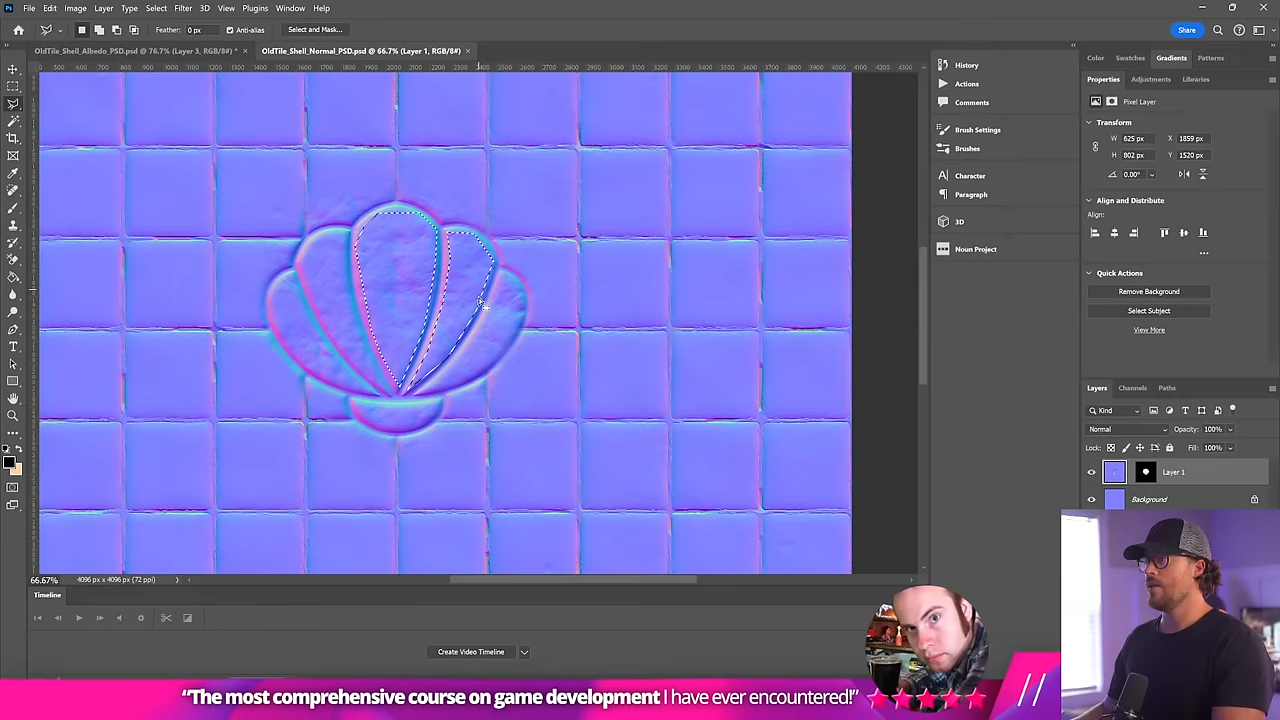 Ps File Edit Image Layer Type Select Filter 3D View Plugins Window Help
Feather: 0 px Anti-alias Select and Mask... Share
OldTile_Shell_Albedo_PSD.psd @ 76.7% (Layer 3, RGB/8#) * × OldTile_Shell_Normal_PSD.psd @ 66.7% (Layer 1, RGB/8#) ×
History
Actions
Comments
Brush Settings
Brushes
Character
Paragraph
3D
Noun Project
Color Swatches Gradients Patterns
Properties Adjustments Libraries
Pixel Layer
Transform
W 625 px X 1859 px
H 802 px Y 1520 px
0.00°
Align and Distribute
Align:
Quick Actions
Remove Background
Select Subject
View More
Layers Channels Paths
Kind
Normal Opacity: 100%
Lock: Fill: 100%
Layer 1
Background
66.67% 4096 px x 4096 px (72 ppi)
Timeline
Create Video Timeline
“The most comprehensive course on game development I have ever encountered!”